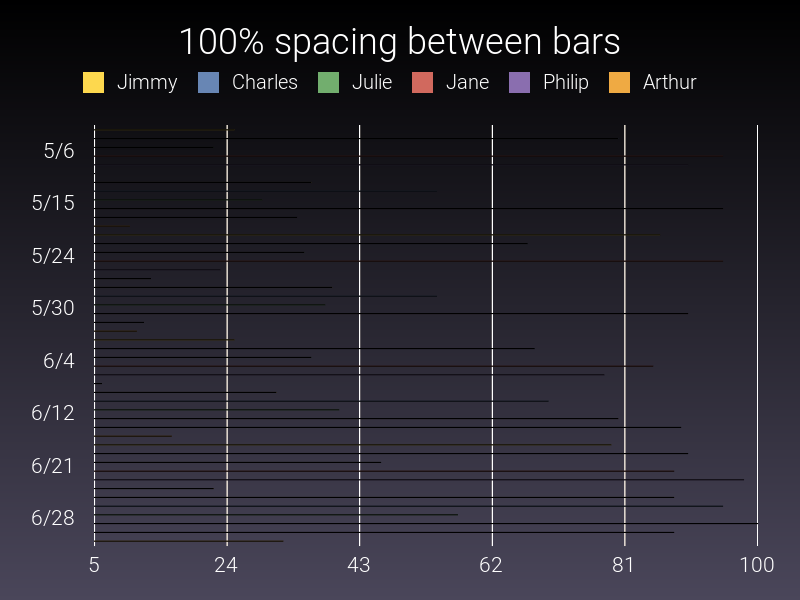 100% spacing between bars
Jimmy Charles Julie Jane Philip Arthur
5/6
5/15
5/24
5/30
6/4
6/12
6/21
6/28
5 24 43 62 81 100